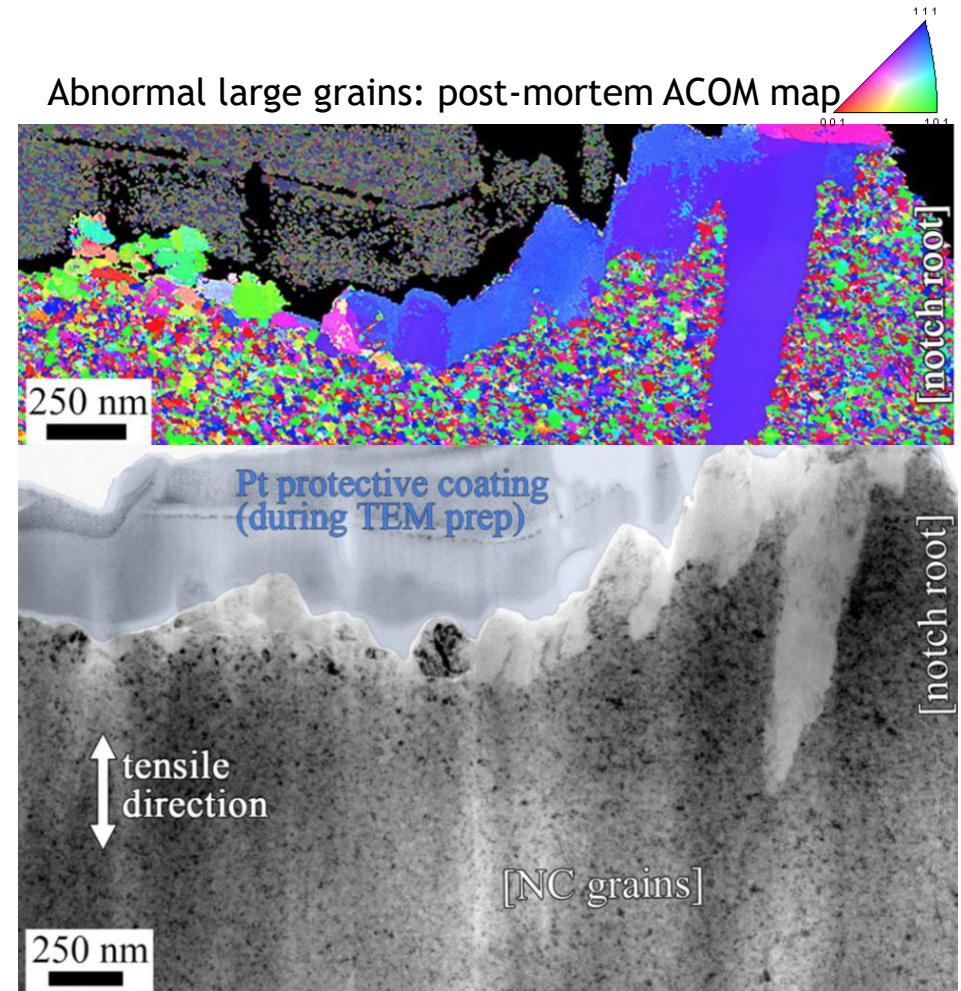 111
Abnormal large grains: post-mortem ACOM map
001
101
[notch root]
250 nm
Pt protective coating
(during TEM prep)
[notch root]
tensile
direction
[NC grains]
250 nm